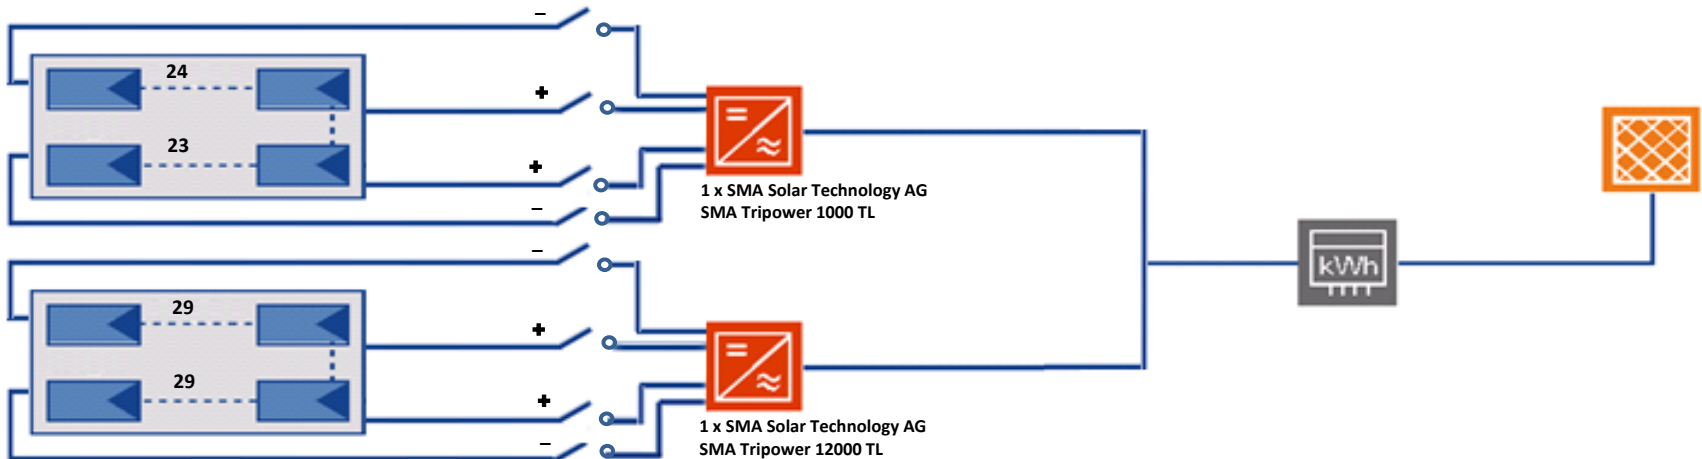 –
24
+
23
+
1 x SMA Solar Technology AG
SMA Tripower 1000 TL
–
–
29
+
kWh
29
+
1 x SMA Solar Technology AG
SMA Tripower 12000 TL
–